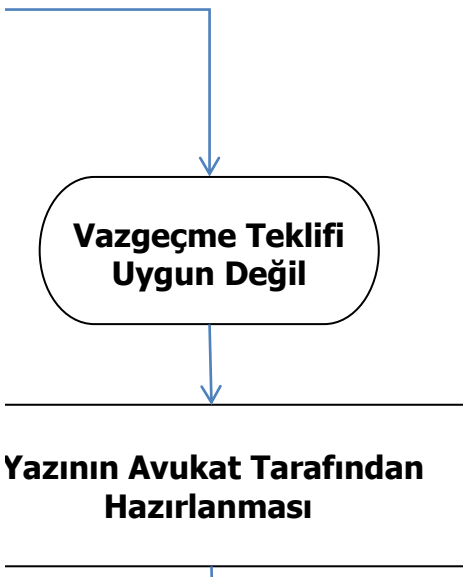 Vazgeçme Teklifi
Uygun Değil
Yazının Avukat Tarafından
Hazırlanması